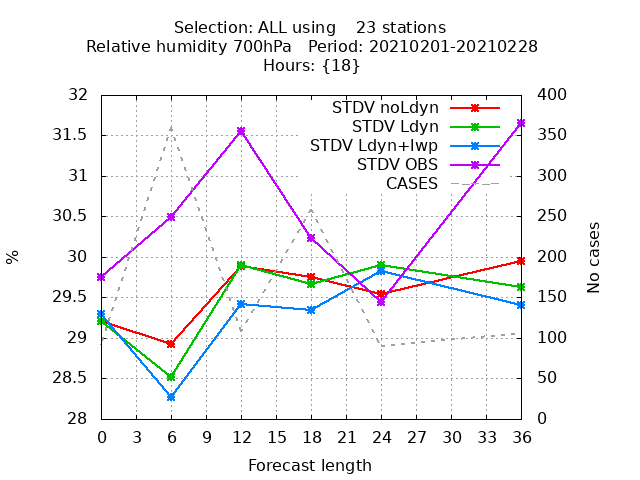 Selection: ALL using    23 stations
Relative humidity 700hPa   Period: 20210201-20210228
Hours: {18}
32
31.5
31
30.5
30
29.5
29
28.5
28
%
STDV noLdyn
STDV Ldyn
STDV Ldyn+lwp
STDV OBS
CASES
400
350
300
250
200
150
100
50
0
No cases
0 3 6 9 12 15 18 21 24 27 30 33 36
Forecast length